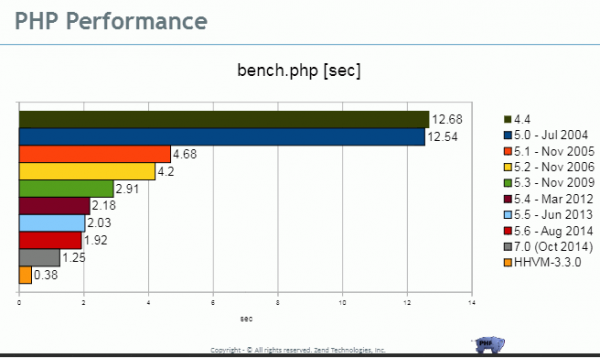 PHP Performance
bench.php [sec]
12.68
12.54
4.68
4.2
2.91
2.18
2.03
1.92
1.25
0.38
0 2 4 6 8 10 12 14
sec
4.4
5.0 - Jul 2004
5.1 - Nov 2005
5.2 - Nov 2006
5.3 - Nov 2009
5.4 - Mar 2012
5.5 - Jun 2013
5.6 - Aug 2014
7.0 (Oct 2014)
HHVM-3.3.0
Copyright - © All rights reserved. Zend Technologies, Inc.
PHP